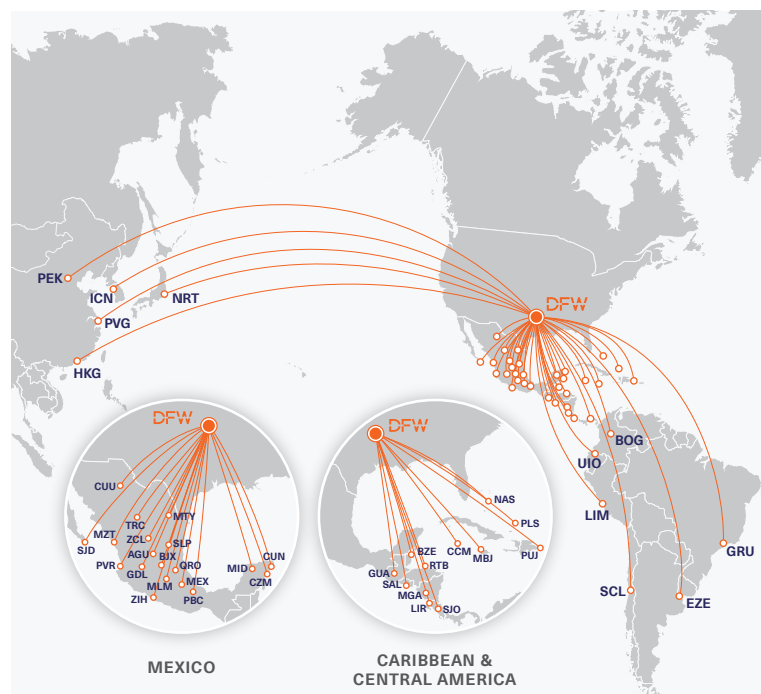 DFW
PEK
ICN
NRT
PVG
HKG
BOG
UIO
LIM
GRU
SCL
EZE
DFW
CUU
TRC
MTY
MZT
ZCL
SLP
SJD
AGU
BJX
PVR
GDL
QRO
MLM
MEX
ZIH
PBC
MID
CUN
CZM
MEXICO
DFW
NAS
PLS
BZE
CCM
MBJ
PUJ
RTB
GUA
SAL
MGA
LIR
SJO
CARIBBEAN &
CENTRAL AMERICA